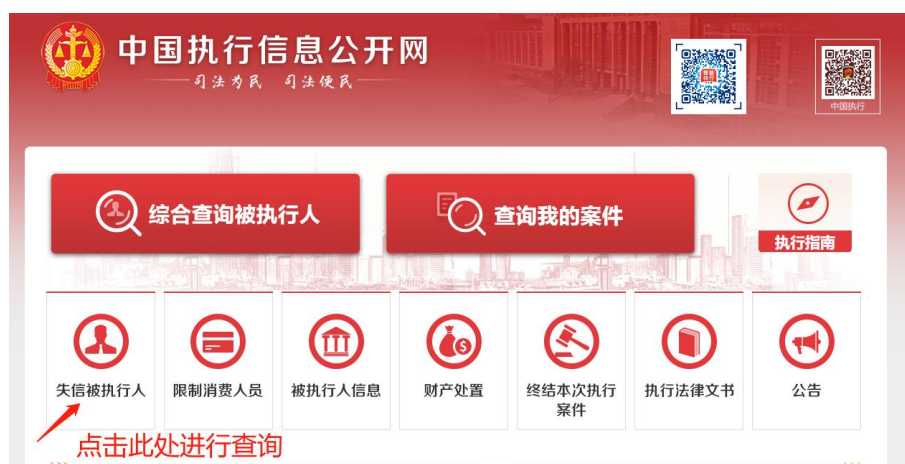 中国执行信息公开网
司法为民 司法便民
中国执行
综合查询被执行人
查询我的案件
执行指南
失信被执行人
限制消费人员
被执行人信息
财产处置
终结本次执行
案件
执行法律文书
公告
点击此处进行查询